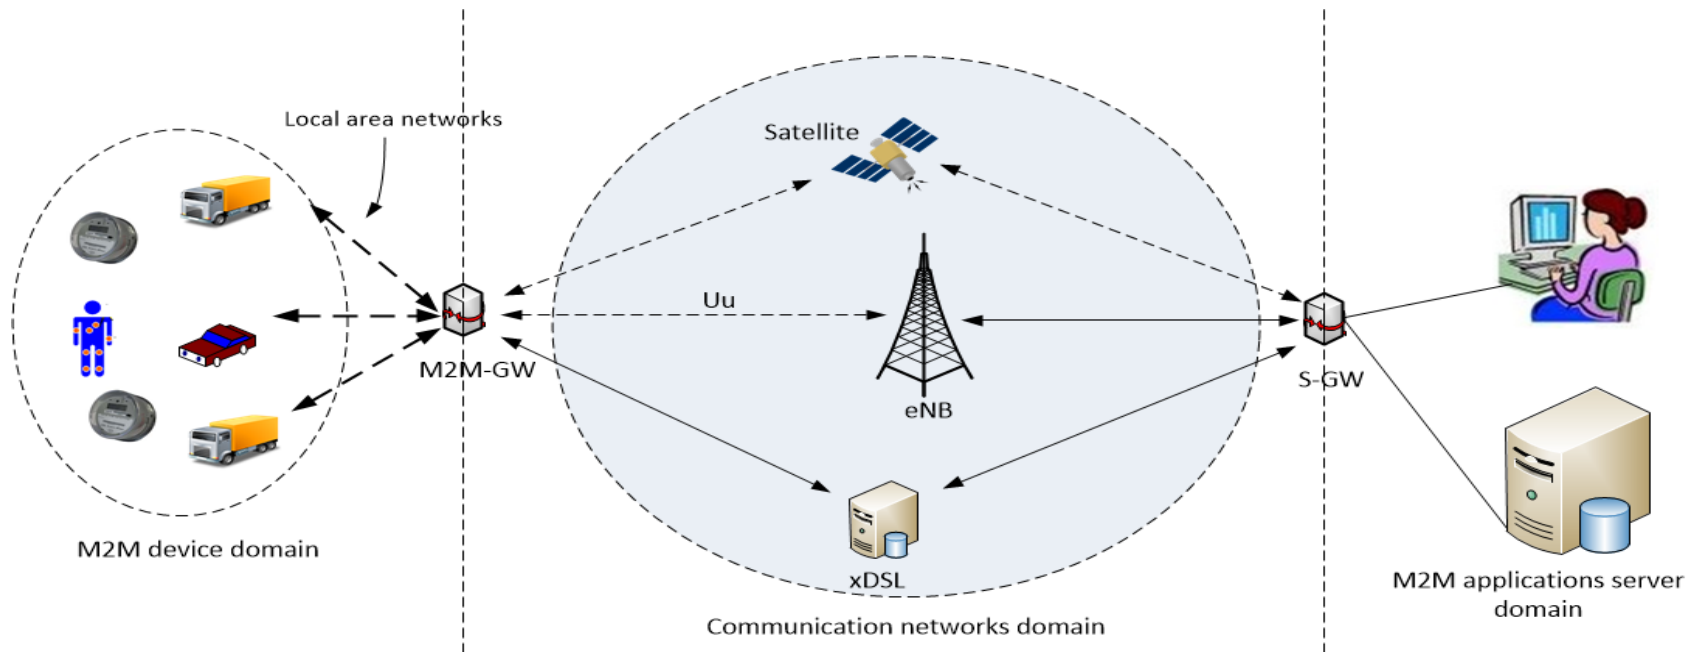 Local area networks
Satellite
Uu
M2M-GW
S-GW
eNB
M2M device domain
xDSL
M2M applications server
domain
Communication networks domain